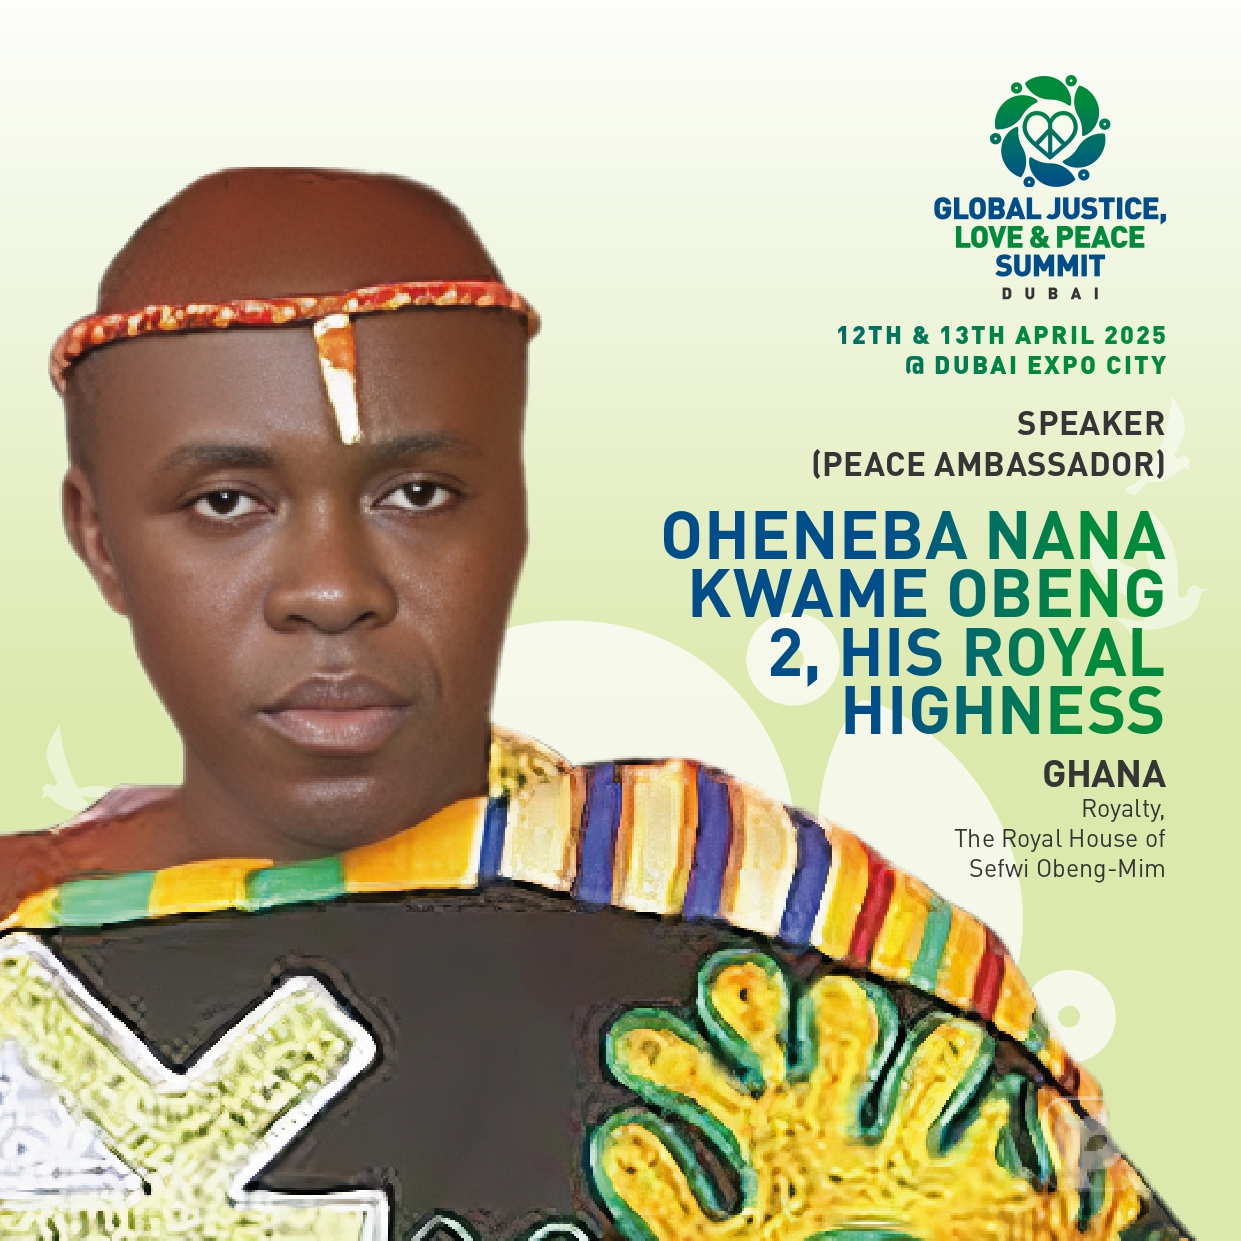 GLOBAL JUSTICE,
LOVE & PEACE
SUMMIT
DUBAI
12TH & 13TH APRIL 2025
@ DUBAI EXPO CITY
SPEAKER
(PEACE AMBASSADOR)
OHENEBA NANA
KWAME OBENG
2, HIS ROYAL
HIGHNESS
GHANA
Royalty,
The Royal House of
Sefwi Obeng-Mim